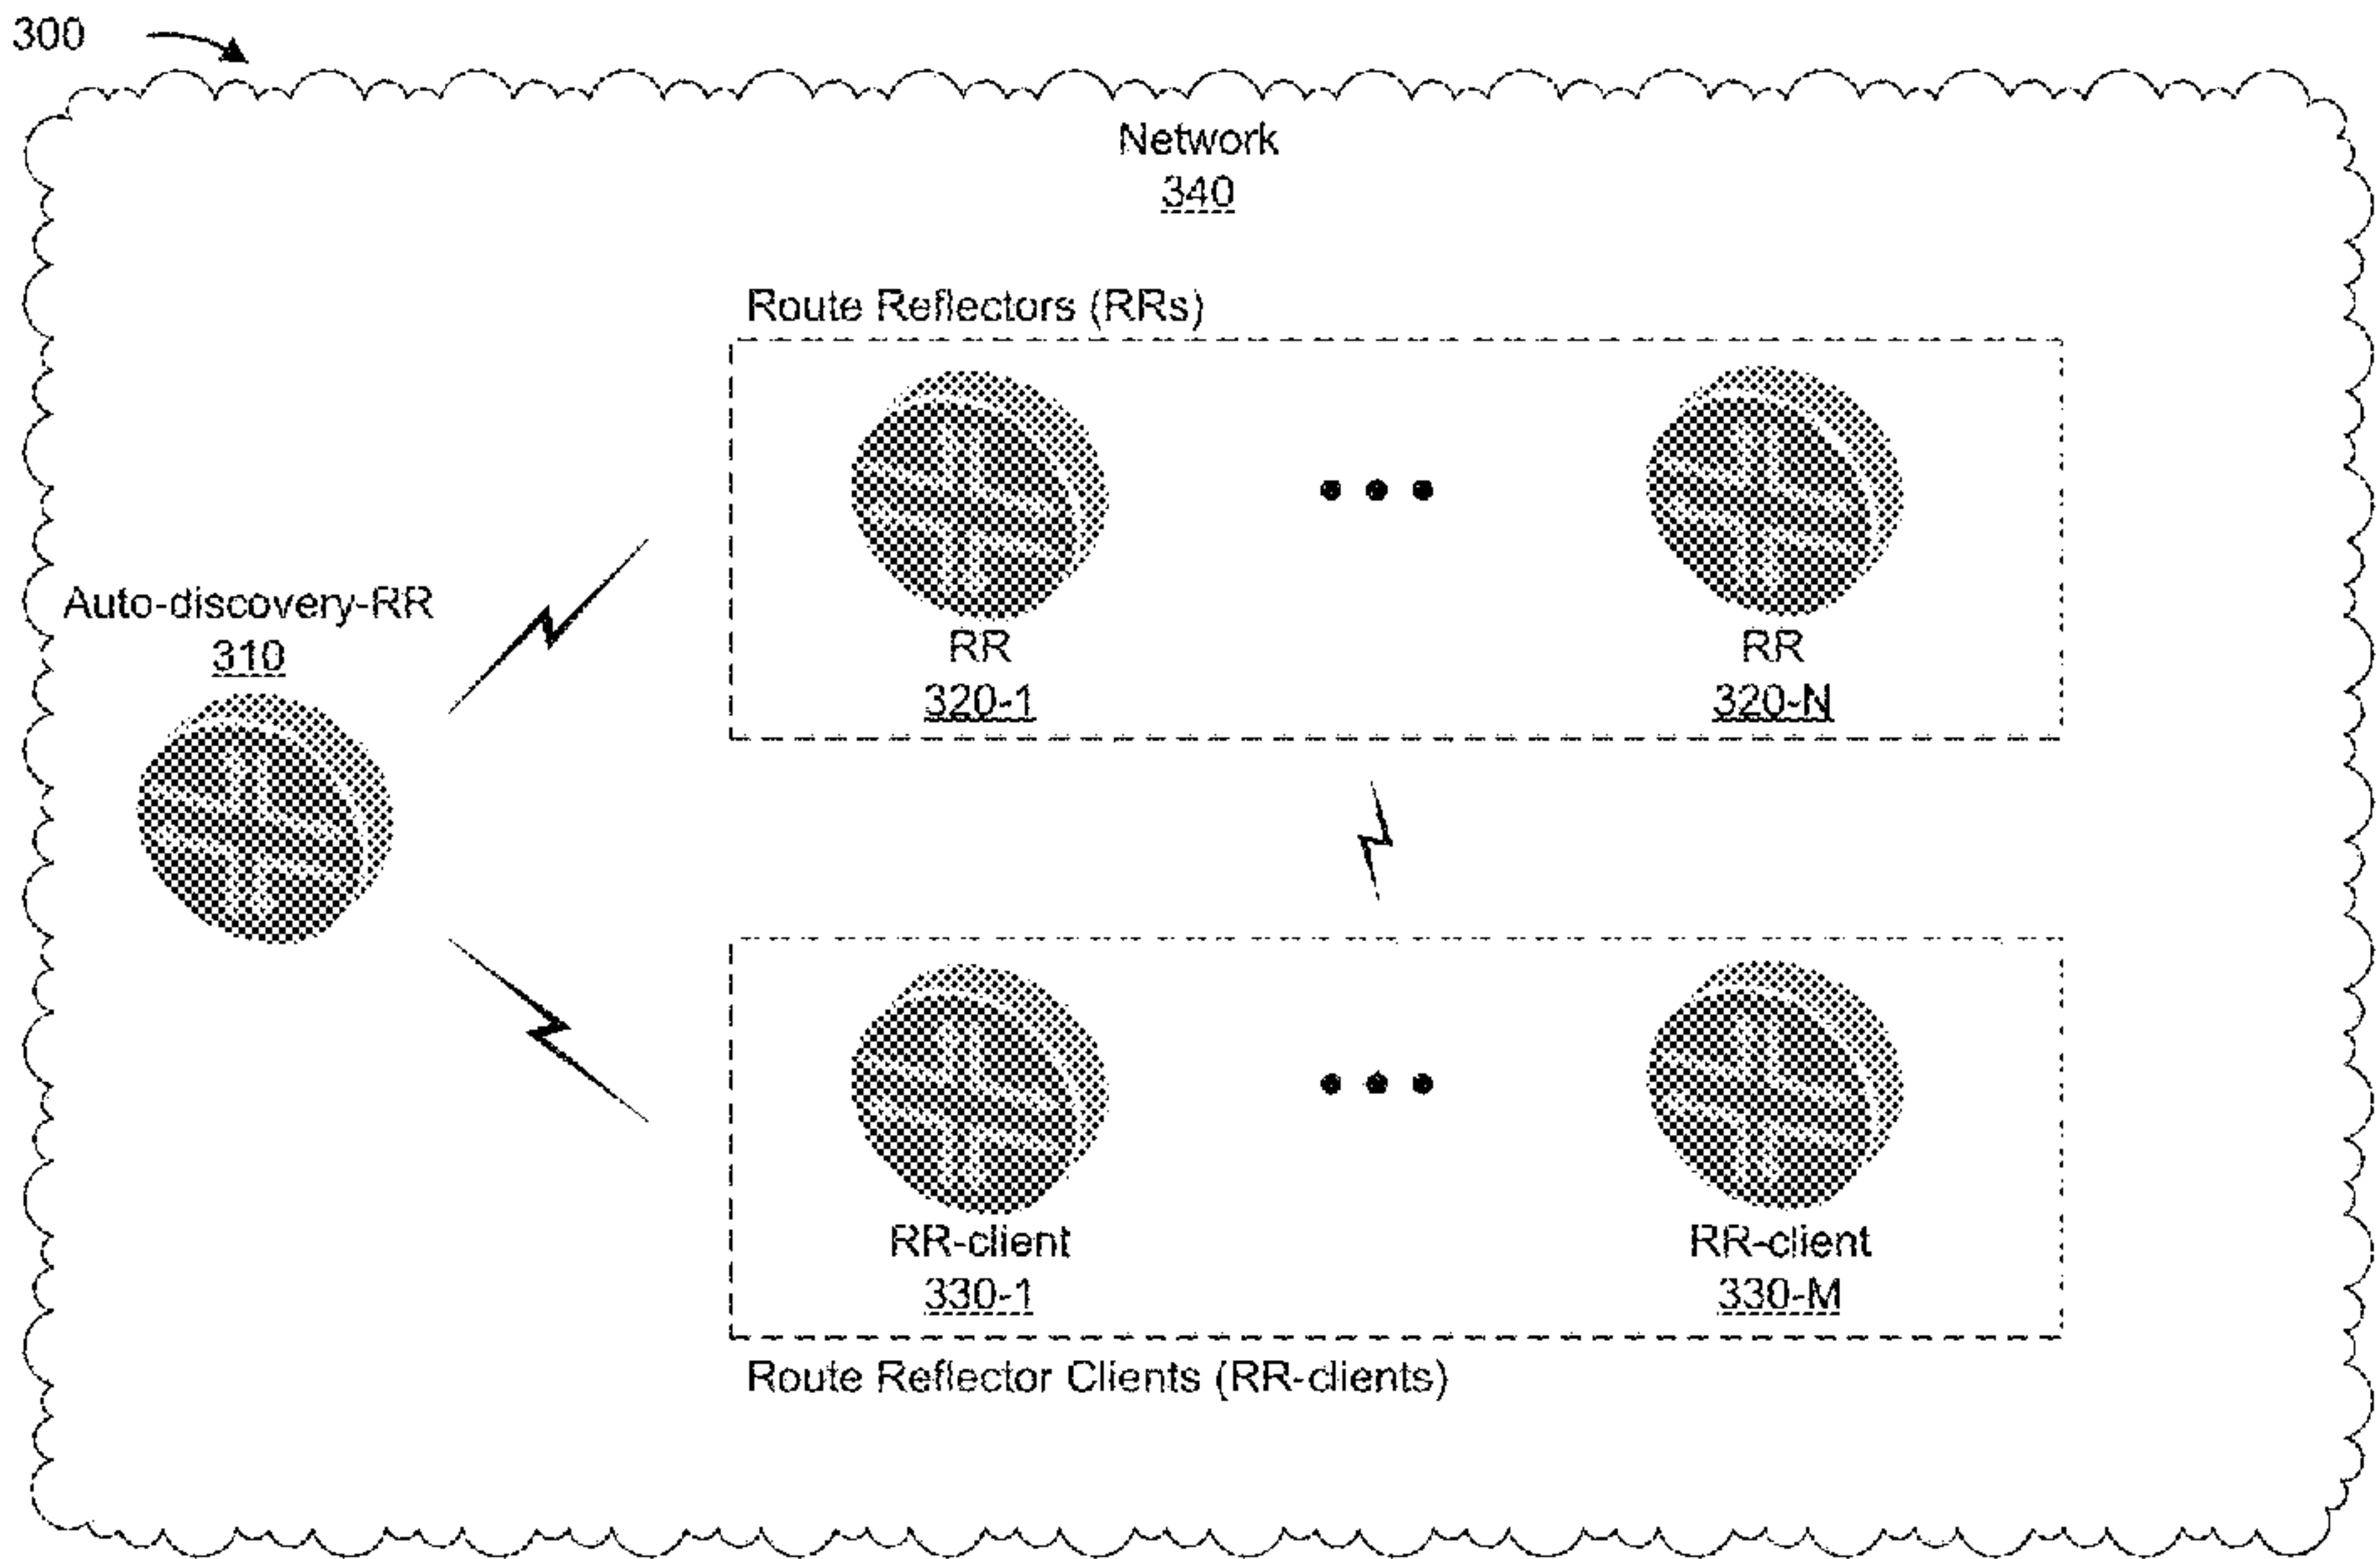 300
Network
340
Route Reflectors (RRs)
Auto-discovery-RR
310
RR
320-1
RR
320-N
RR-client
330-1
RR-client
330-M
Route Reflector Clients (RR-clients)